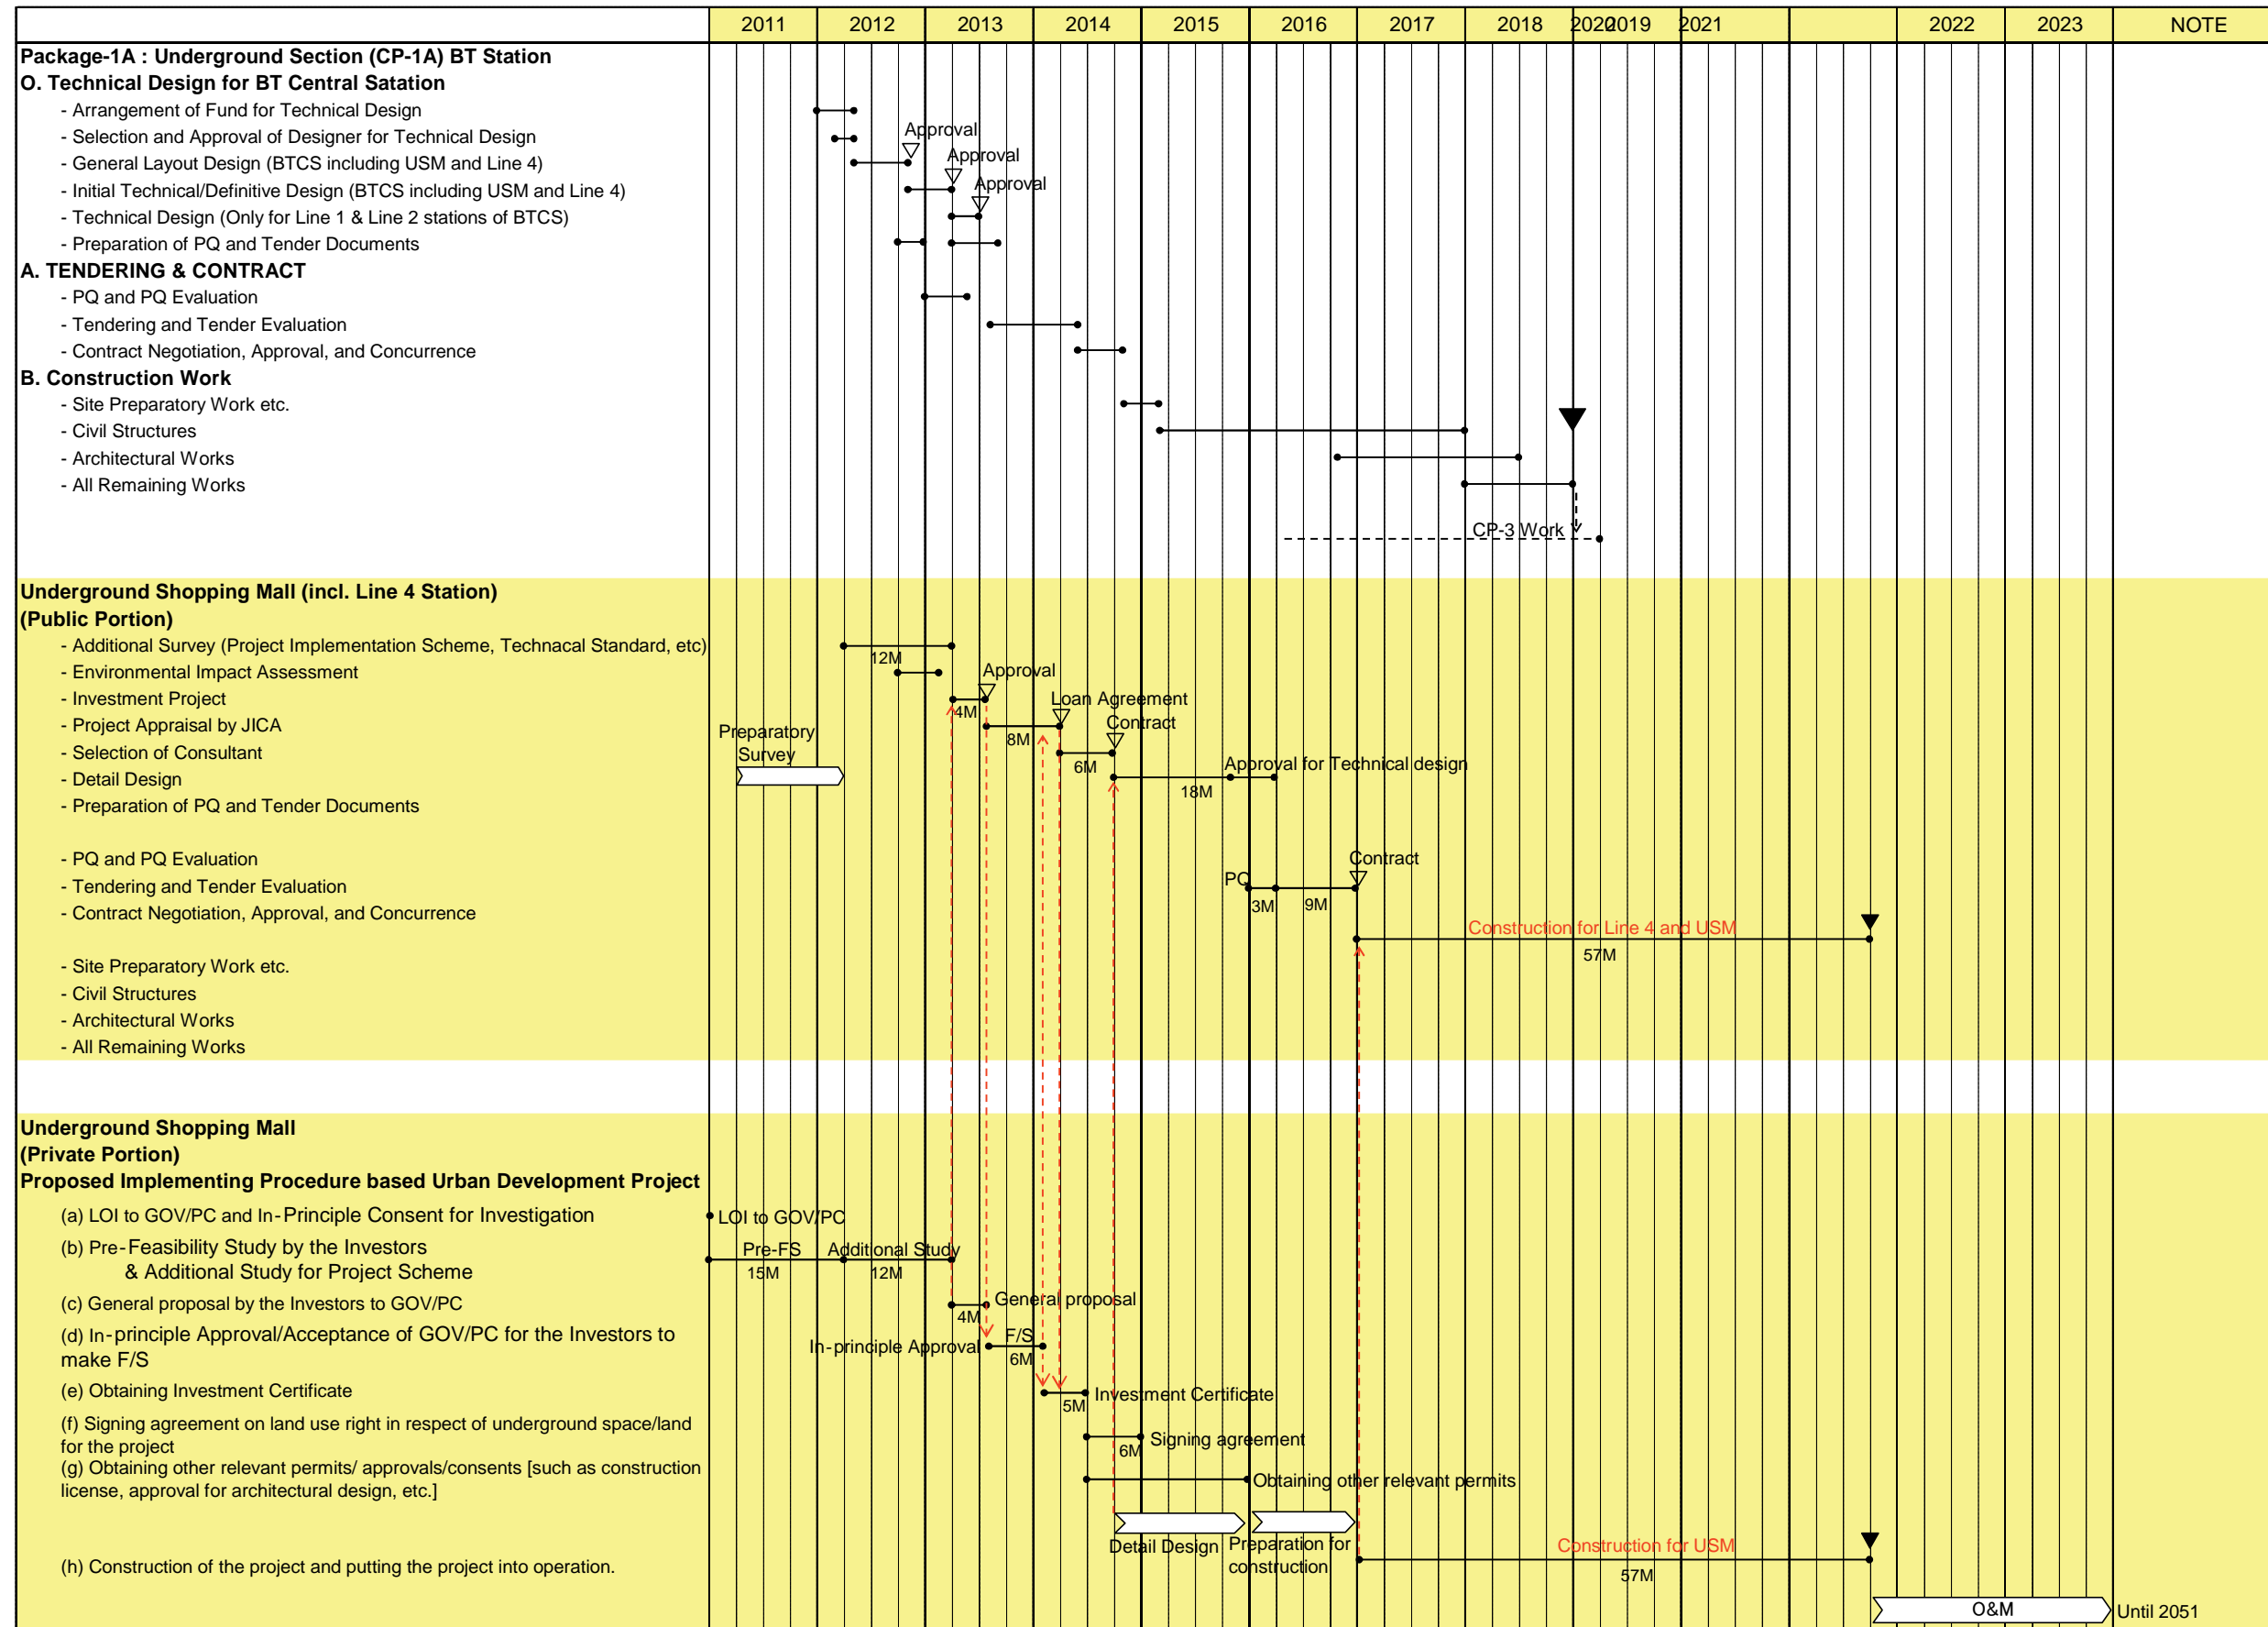 2011 2012 2013 2014 2015 2016 2017 2018 2020 2019 2021 2022 2023 NOTE
Package-1A : Underground Section (CP-1A) BT Station
O. Technical Design for BT Central Satation
- Arrangement of Fund for Technical Design
- Selection and Approval of Designer for Technical Design
Approval
- General Layout Design (BTCS including USM and Line 4)
Approval
- Initial Technical/Definitive Design (BTCS including USM and Line 4)
Approval
- Technical Design (Only for Line 1 & Line 2 stations of BTCS)
- Preparation of PQ and Tender Documents
A. TENDERING & CONTRACT
- PQ and PQ Evaluation
- Tendering and Tender Evaluation
- Contract Negotiation, Approval, and Concurrence
B. Construction Work
- Site Preparatory Work etc.
- Civil Structures
- Architectural Works
- All Remaining Works
CP-3 Work
Underground Shopping Mall (incl. Line 4 Station)
(Public Portion)
- Additional Survey (Project Implementation Scheme, Technacal Standard, etc)
12M
- Environmental Impact Assessment
Approval
- Investment Project
4M
Loan Agreement
- Project Appraisal by JICA
8M
Contract
Preparatory
Survey
- Selection of Consultant
6M
Approval for Technical design
- Detail Design
18M
- Preparation of PQ and Tender Documents
- PQ and PQ Evaluation
Contract
- Tendering and Tender Evaluation
PQ
3M 9M
- Contract Negotiation, Approval, and Concurrence
Construction for Line 4 and USM
57M
- Site Preparatory Work etc.
- Civil Structures
- Architectural Works
- All Remaining Works
Underground Shopping Mall
(Private Portion)
Proposed Implementing Procedure based Urban Development Project
(a) LOI to GOV/PC and In-Principle Consent for Investigation
LOI to GOV/PC
(b) Pre-Feasibility Study by the Investors
& Additional Study for Project Scheme
Pre-FS Additional Study
15M 12M
(c) General proposal by the Investors to GOV/PC
General proposal
4M
(d) In-principle Approval/Acceptance of GOV/PC for the Investors to
make F/S
In-principle Approval
F/S
6M
(e) Obtaining Investment Certificate
Investment Certificate
5M
(f) Signing agreement on land use right in respect of underground space/land
for the project
Signing agreement
6M
(g) Obtaining other relevant permits/ approvals/consents [such as construction
license, approval for architectural design, etc.]
Obtaining other relevant permits
Detail Design
Preparation for
construction
Construction for USM
57M
(h) Construction of the project and putting the project into operation.
O&M
Until 2051